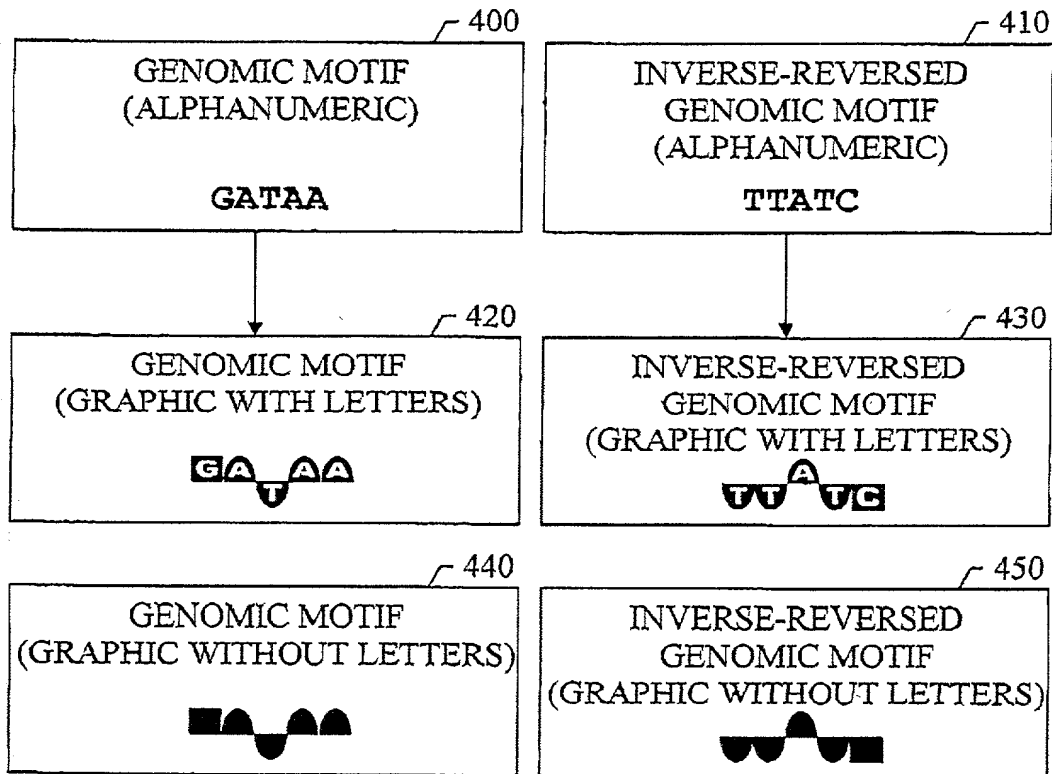 400
GENOMIC MOTIF
(ALPHANUMERIC)
GATAA
410
INVERSE-REVERSED
GENOMIC MOTIF
(ALPHANUMERIC)
TTATC
420
GENOMIC MOTIF
(GRAPHIC WITH LETTERS)
GATAA
430
INVERSE-REVERSED
GENOMIC MOTIF
(GRAPHIC WITH LETTERS)
TTATC
440
GENOMIC MOTIF
(GRAPHIC WITHOUT LETTERS)
450
INVERSE-REVERSED
GENOMIC MOTIF
(GRAPHIC WITHOUT LETTERS)